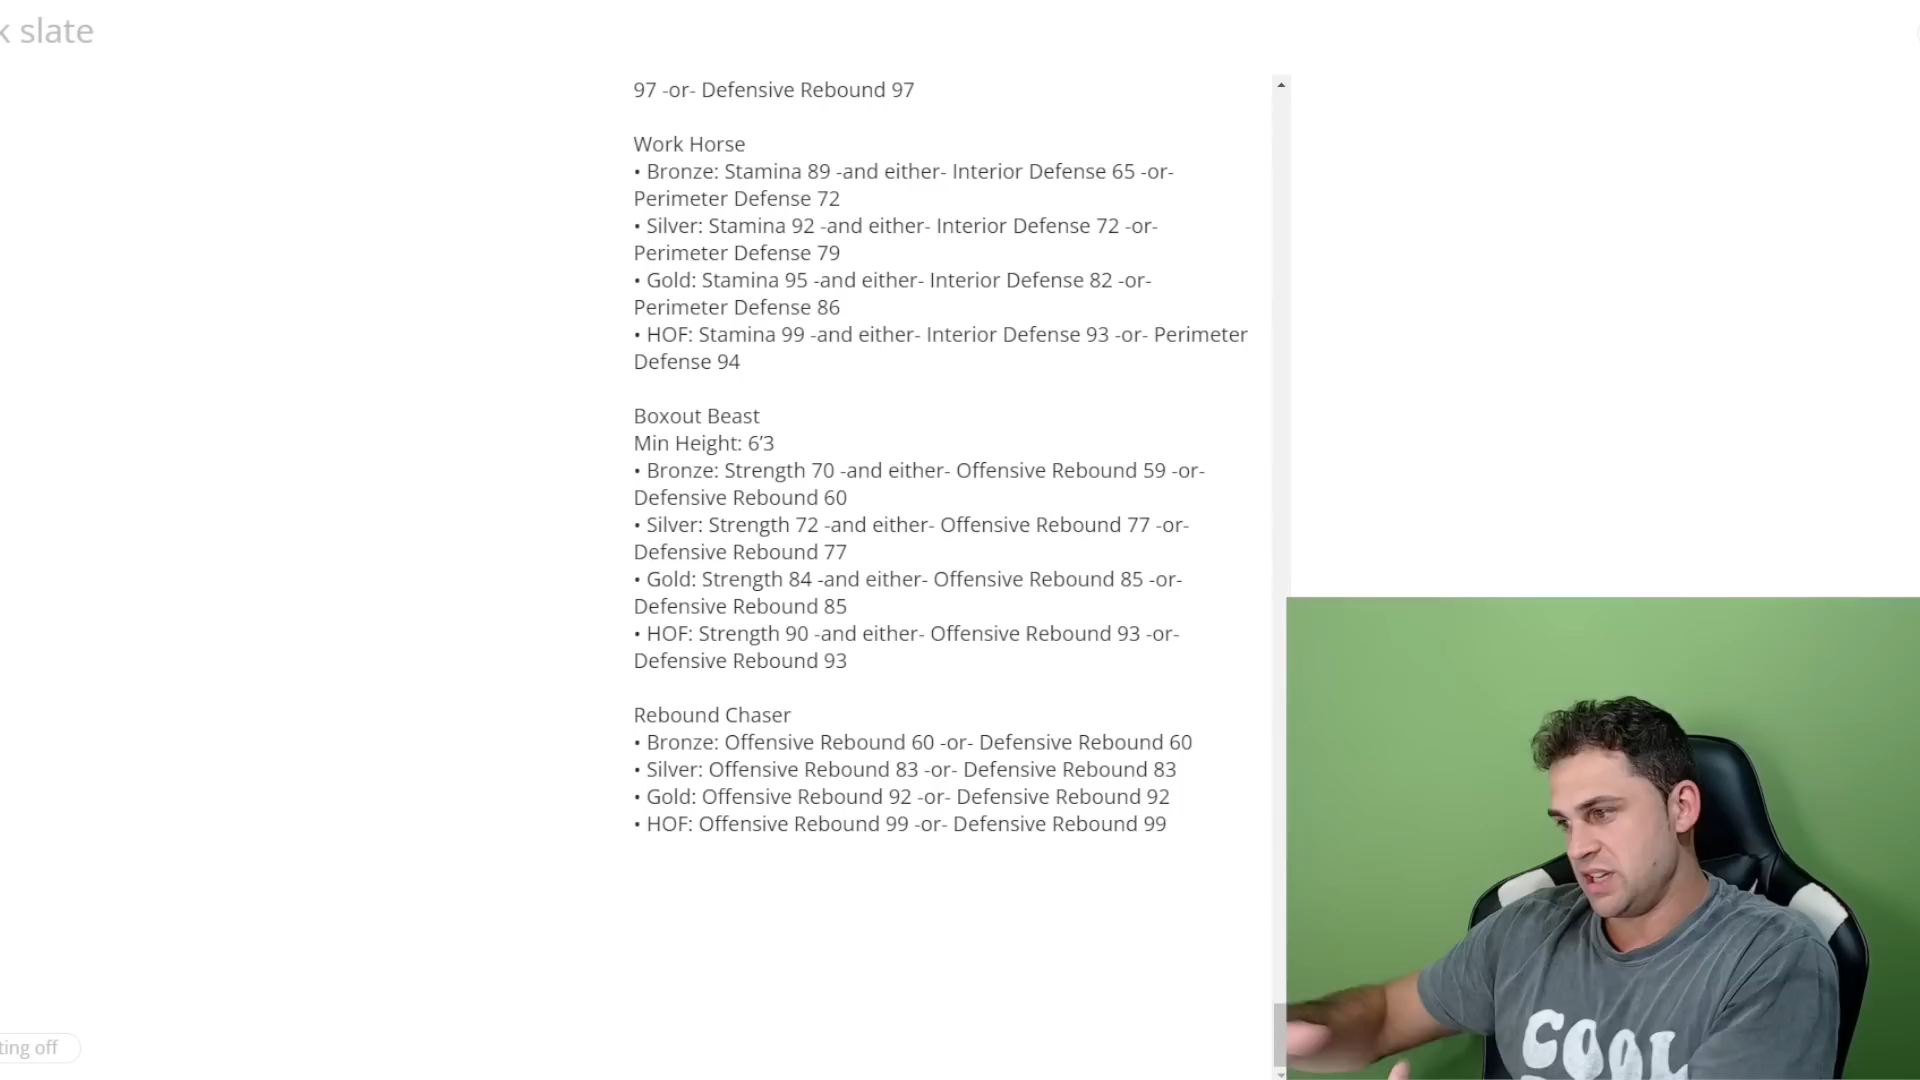 k slate
97 -or- Defensive Rebound 97
Work Horse
• Bronze: Stamina 89 -and either- Interior Defense 65 -or-
Perimeter Defense 72
• Silver: Stamina 92 -and either- Interior Defense 72 -or-
Perimeter Defense 79
• Gold: Stamina 95 -and either- Interior Defense 82 -or-
Perimeter Defense 86
• HOF: Stamina 99 -and either- Interior Defense 93 -or- Perimeter
Defense 94
Boxout Beast
Min Height: 6’3
• Bronze: Strength 70 -and either- Offensive Rebound 59 -or-
Defensive Rebound 60
• Silver: Strength 72 -and either- Offensive Rebound 77 -or-
Defensive Rebound 77
• Gold: Strength 84 -and either- Offensive Rebound 85 -or-
Defensive Rebound 85
• HOF: Strength 90 -and either- Offensive Rebound 93 -or-
Defensive Rebound 93
Rebound Chaser
• Bronze: Offensive Rebound 60 -or- Defensive Rebound 60
• Silver: Offensive Rebound 83 -or- Defensive Rebound 83
• Gold: Offensive Rebound 92 -or- Defensive Rebound 92
• HOF: Offensive Rebound 99 -or- Defensive Rebound 99
ting off
COOL